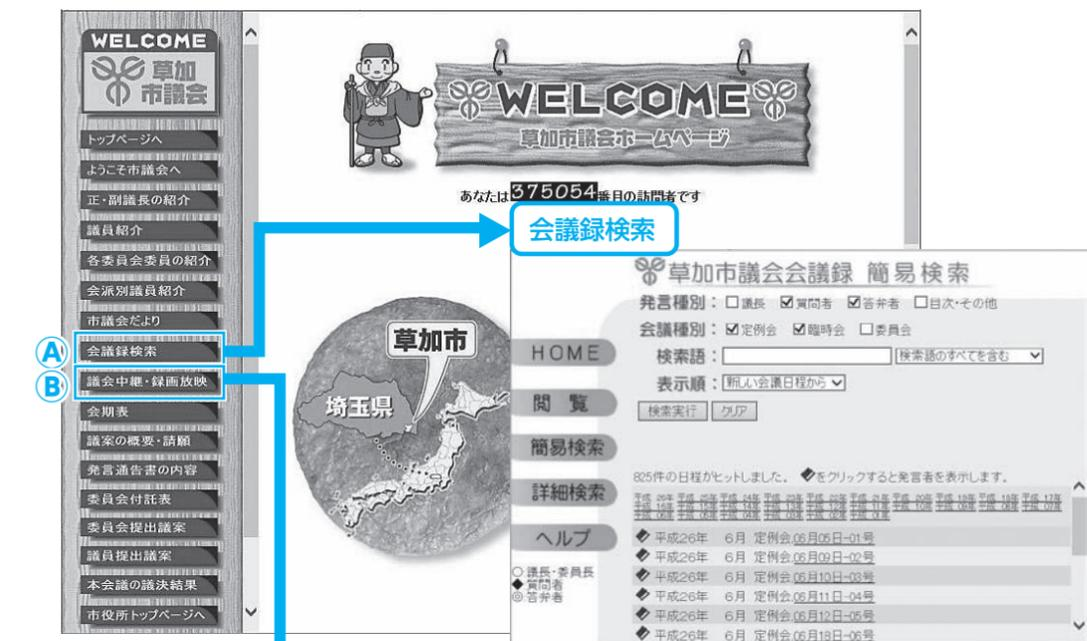 WELCOME
草加
市議会
トップページへ
ようこそ市議会へ
正・副議長の紹介
議員紹介
各委員会委員の紹介
会派別議員紹介
市議会だより
会議録検索
議会中継・録画放映
会期表
議案の概要・請願
発言通告書の内容
委員会付託表
委員会提出議案
議員提出議案
本会議の議決結果
市役所トップページへ
A
B
WELCOME
草加市議会ホームページ
あなたは375054番目の訪問者です
草加市
埼玉県
会議録検索
草加市議会会議録 簡易検索
発言種別: □議長 ☑質問者 ☑答弁者 □目次・その他
会議種別: ☑定例会 ☑臨時会 □委員会
検索語: 検索語のすべてを含む
表示順: 新しい会議日程から
検索実行 クリア
HOME
閲覧
簡易検索
詳細検索
ヘルプ
○議長・委員長
◆質問者
◎答弁者
825件の日程がヒットしました。 ◆をクリックすると発言者を表示します。
平成26年 6月 定例会 06月05日-01号
平成26年 6月 定例会 06月09日-02号
平成26年 6月 定例会 06月10日-03号
平成26年 6月 定例会 06月11日-04号
平成26年 6月 定例会 06月12日-05号
平成26年 6月 定例会 06月18日-06号